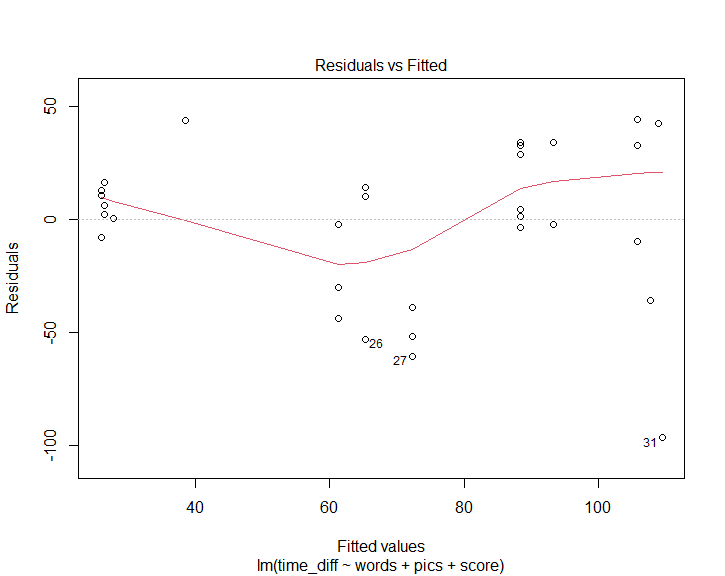 Residuals vs Fitted
50
0
-50
-100
Residuals
26
27
31
40
60
80
100
Fitted values
lm(time_diff ~ words + pics + score)